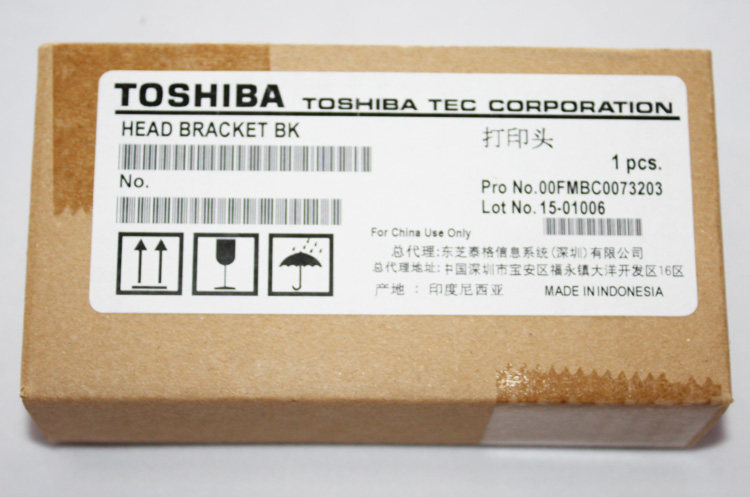 TOSHIBA TOSHIBA TEC CORPORATION
HEAD BRACKET BK
打印头
1 pcs.
No.
Pro No.00FMBC0073203
Lot No. 15-01006
For China Use Only
总代理:东芝泰格信息系统(深圳)有限公司
总代理地址:中国深圳市宝安区福永镇大洋开发区16区
产地 : 印度尼西亚 MADE IN INDONESIA